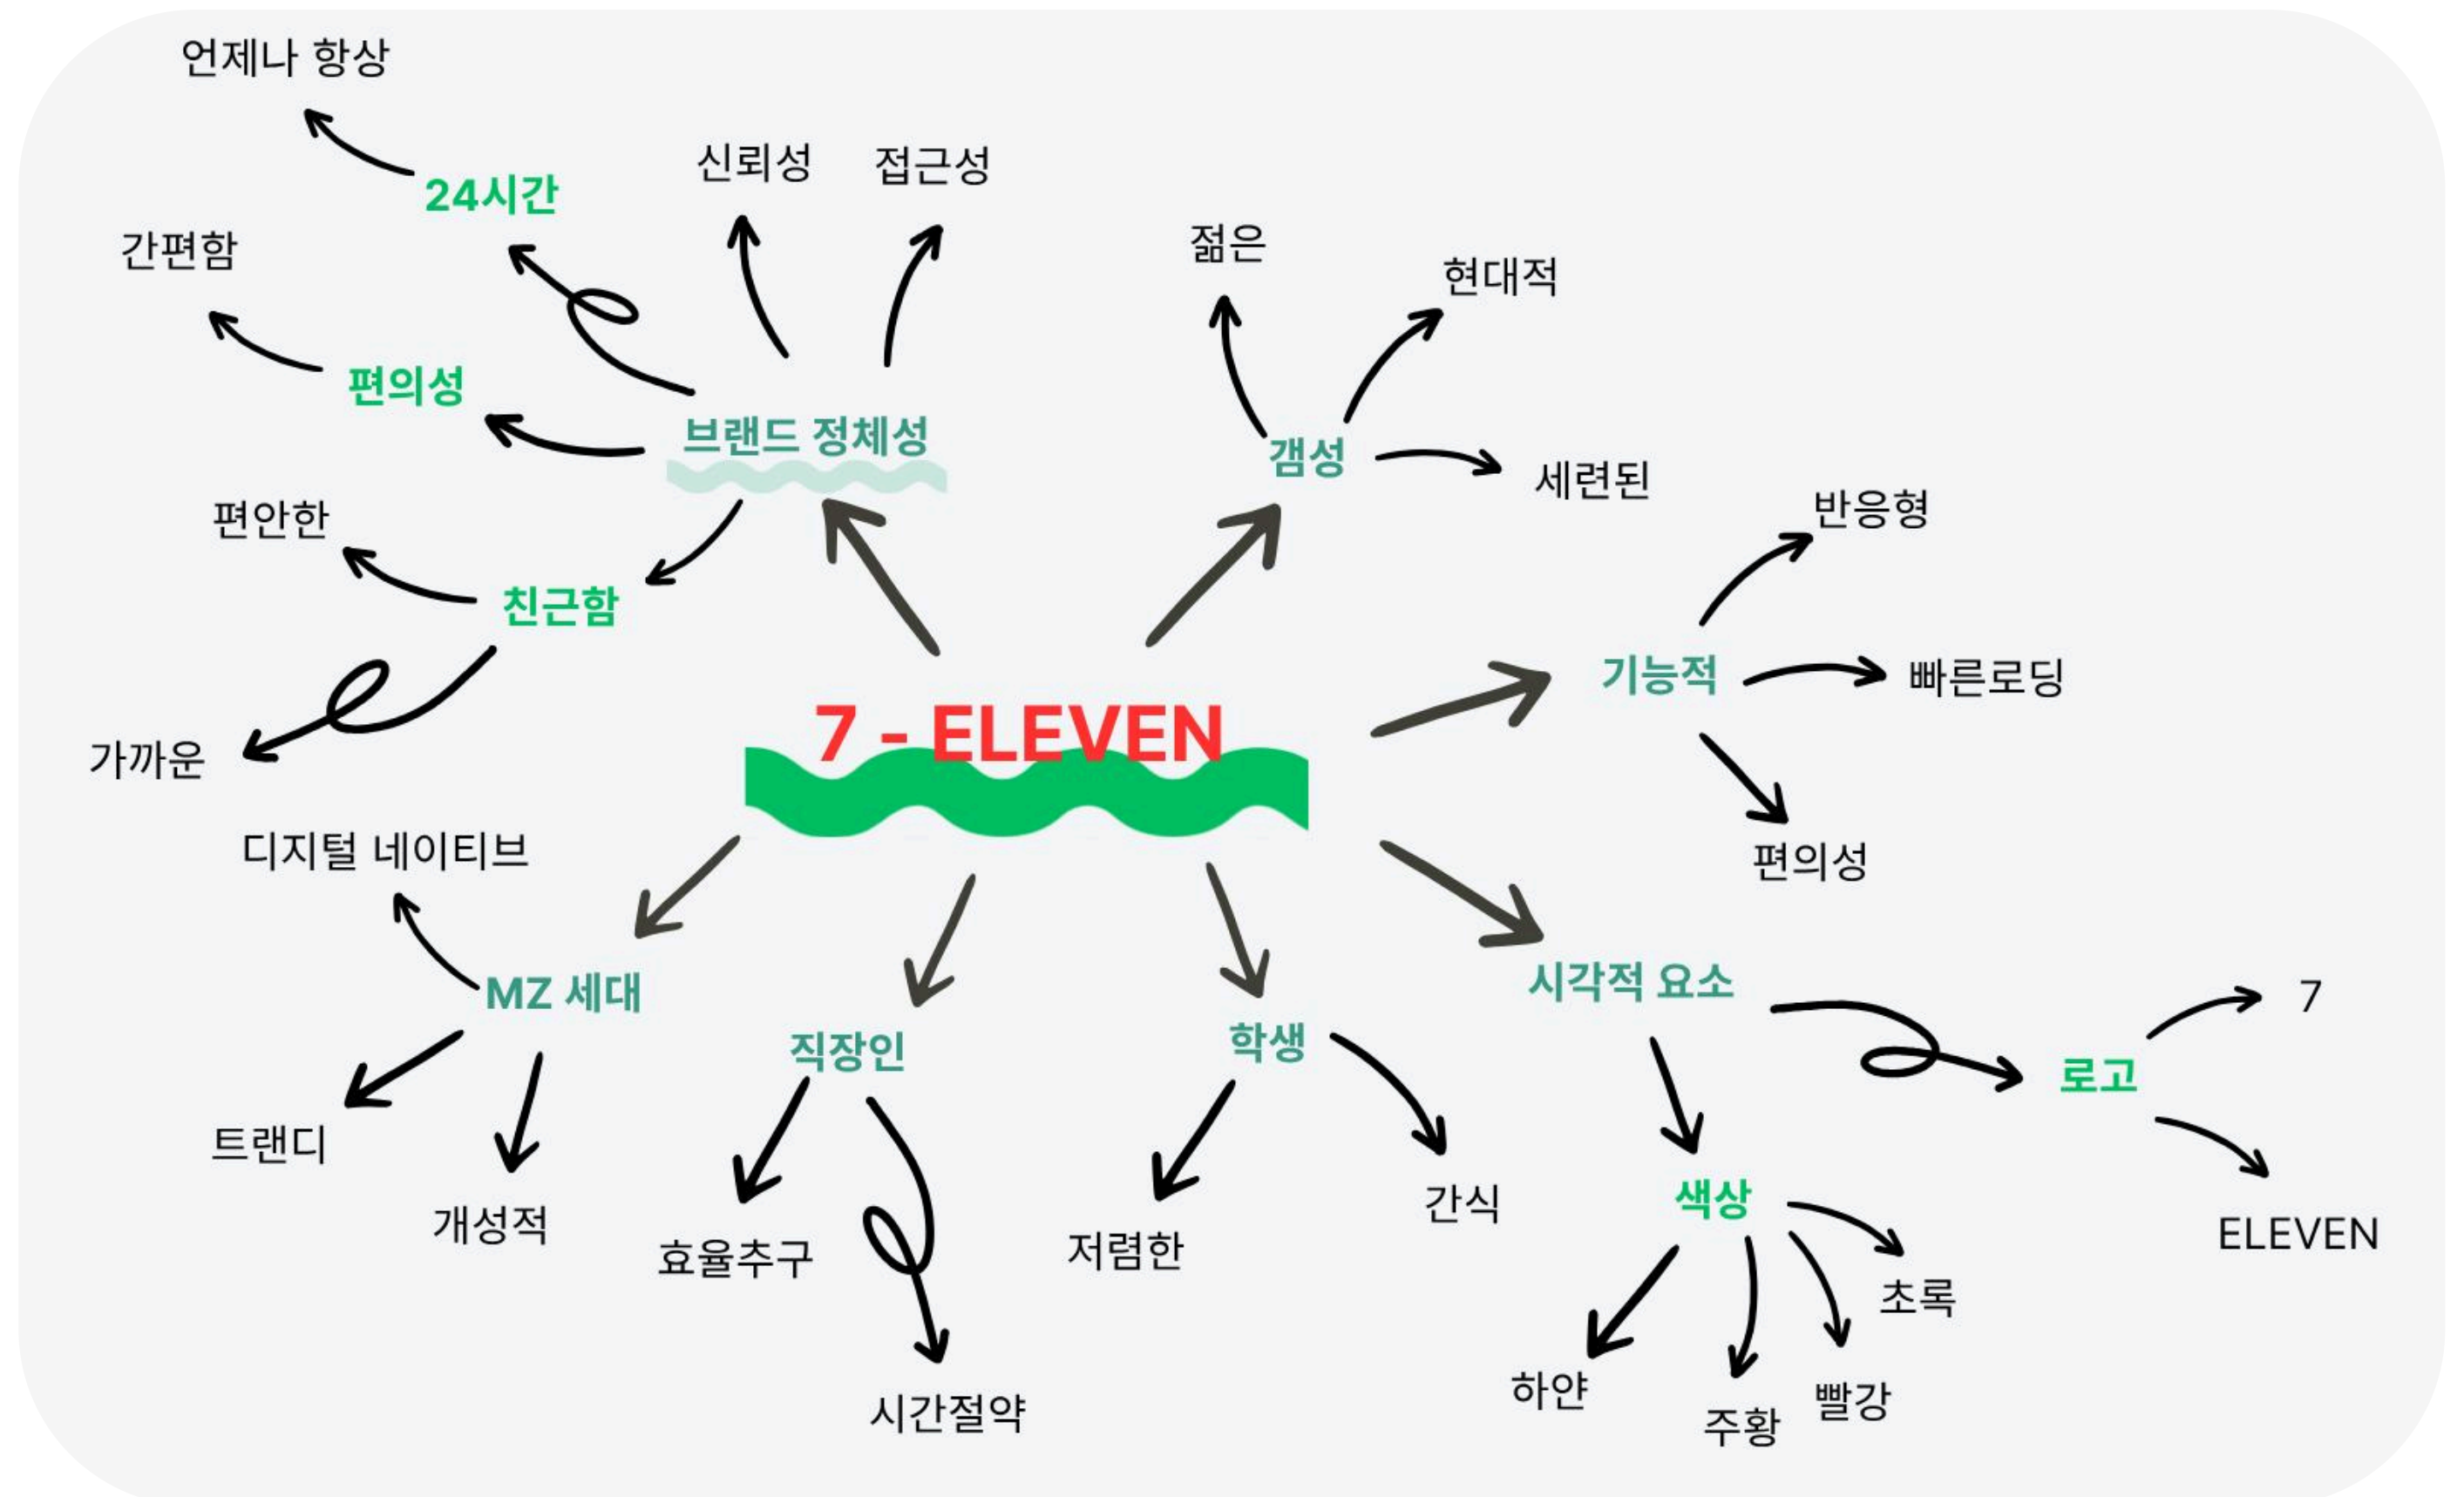 언제나 항상
신뢰성
접근성
24시간
젊은
간편함
현대적
편의성
브랜드 정체성
갬성
세련된
반응형
편안한
친근함
기능적
빠른로딩
7 - ELEVEN
가까운
디지털 네이티브
편의성
MZ 세대
시각적 요소
7
직장인
학생
로고
트랜디
색상
간식
개성적
ELEVEN
저렴한
효율추구
초록
하얀
빨강
시간절약
주황